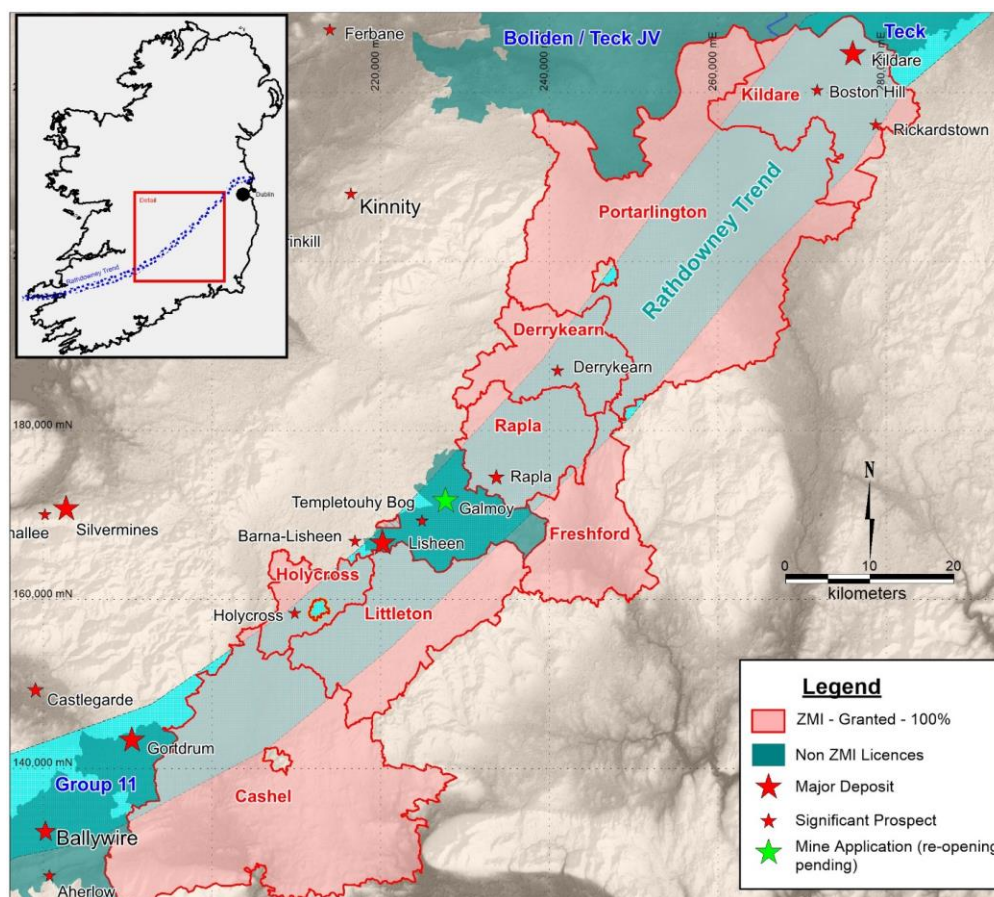 Ferbane
Boliden / Teck JV
Teck
220,000 mE
240,000 mE
260,000 mE
280,000 mE
Kildare
Kildare
Boston Hill
Rickardstown
Detail
Dublin
Rathdowney Trend
Kinnity
Portarlington
Rathdowney Trend
Derrykearn
Derrykearn
180,000 mN
Rapla
Rapla
Templetouhy Bog
Galmoy
Silvermines
Barna-Lisheen
Lisheen
Freshford
N
Holycross
160,000 mN
Holycross
Littleton
10 0 10 20
kilometers
Castlegarde
Gortdrum
140,000 mN
Group 11
Cashel
Ballywire
Aherlow
Legend
ZMI - Granted - 100%
Non ZMI Licences
Major Deposit
Significant Prospect
Mine Application (re-opening
pending)